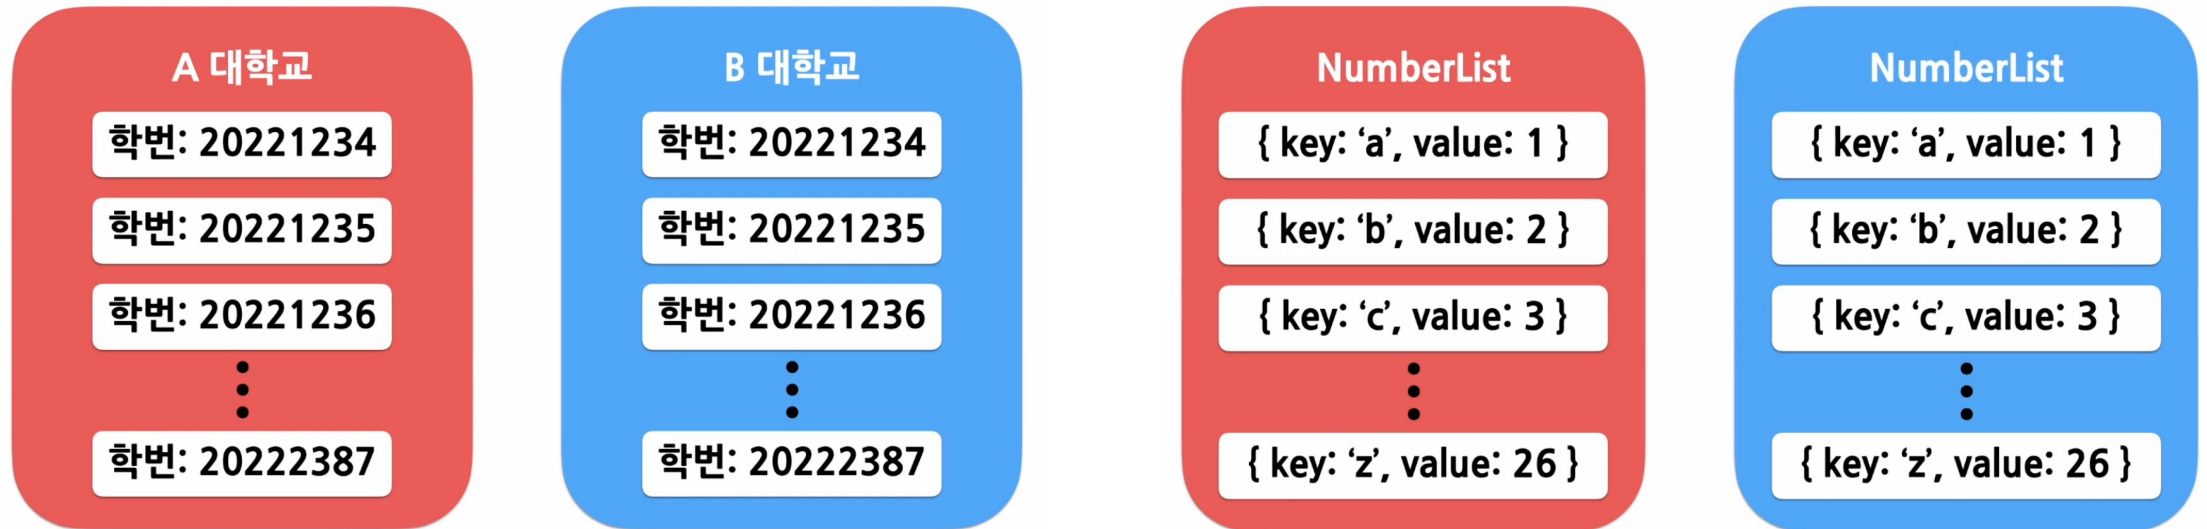 A 대학교
학번: 20221234
학번: 20221235
학번: 20221236
학번: 20222387
B 대학교
학번: 20221234
학번: 20221235
학번: 20221236
학번: 20222387
NumberList
{ key: ‘a’, value: 1 }
{ key: ‘b’, value: 2 }
{ key: ‘c’, value: 3 }
{ key: ‘z’, value: 26 }
NumberList
{ key: ‘a’, value: 1 }
{ key: ‘b’, value: 2 }
{ key: ‘c’, value: 3 }
{ key: ‘z’, value: 26 }